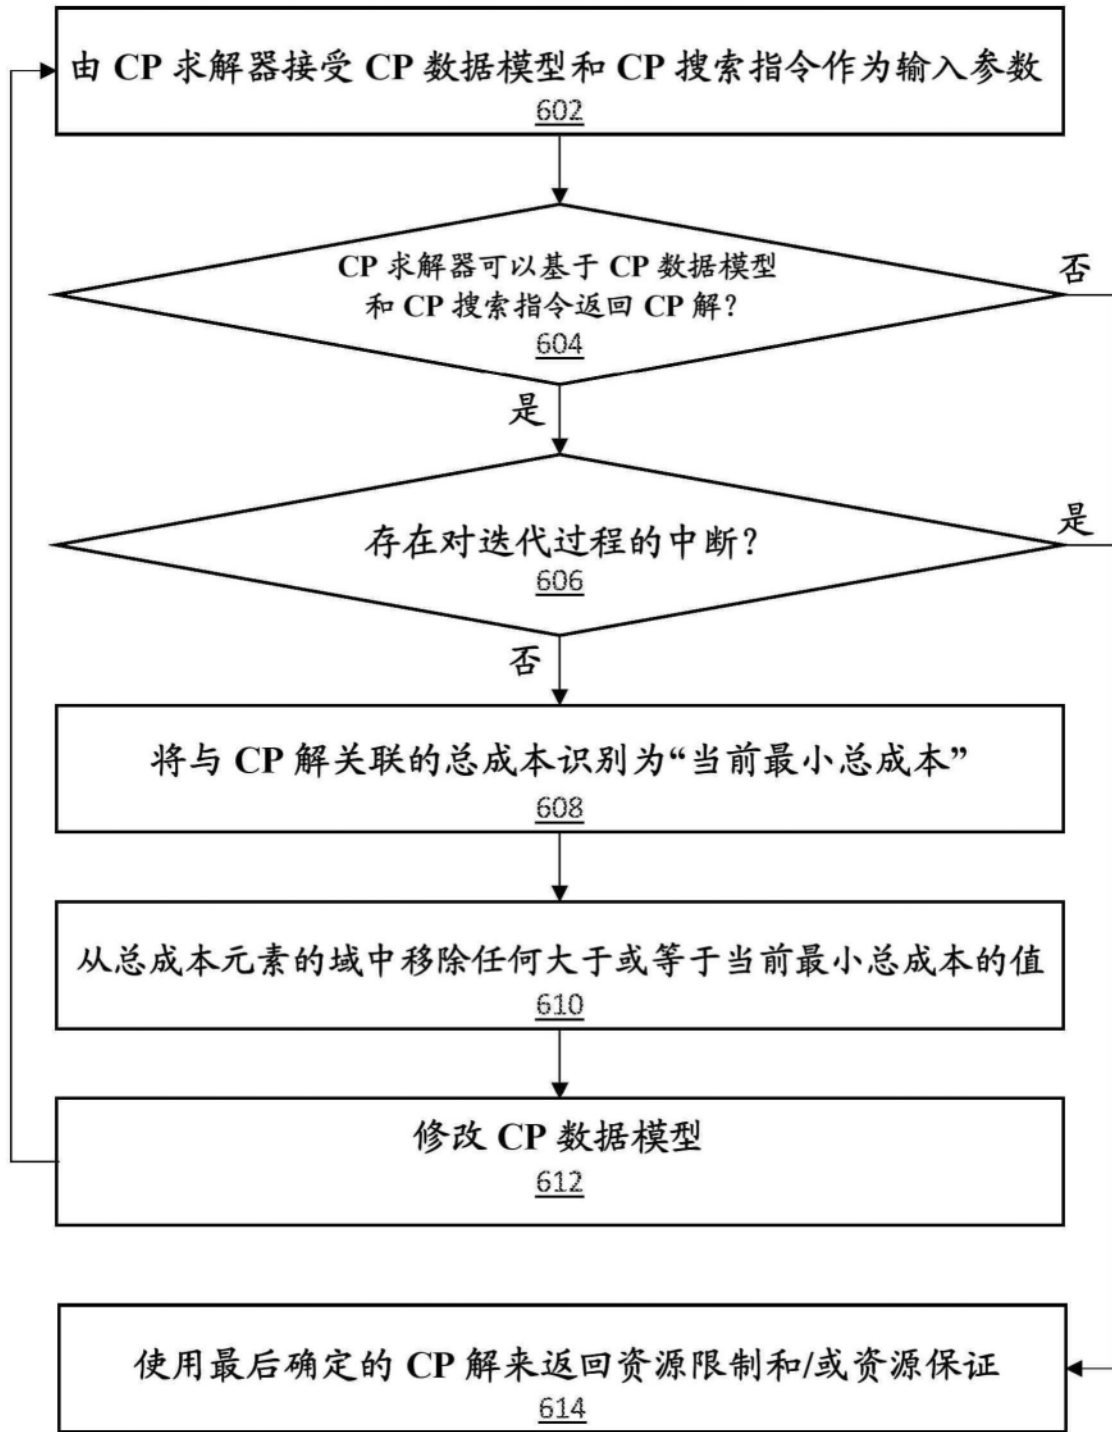 由 CP 求解器接受 CP 数据模型和 CP 搜索指令作为输入参数
602
CP 求解器可以基于 CP 数据模型
和 CP 搜索指令返回 CP 解？
604
否
是
存在对迭代过程的中断？
606
是
否
将与 CP 解关联的总成本识别为“当前最小总成本”
608
从总成本元素的域中移除任何大于或等于当前最小总成本的值
610
修改 CP 数据模型
612
使用最后确定的 CP 解来返回资源限制和/或资源保证
614